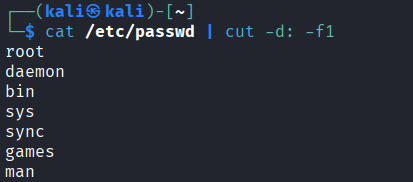 ┌──(kali㉿kali)-[~]
└─$ cat /etc/passwd | cut -d: -f1
root
daemon
bin
sys
sync
games
man